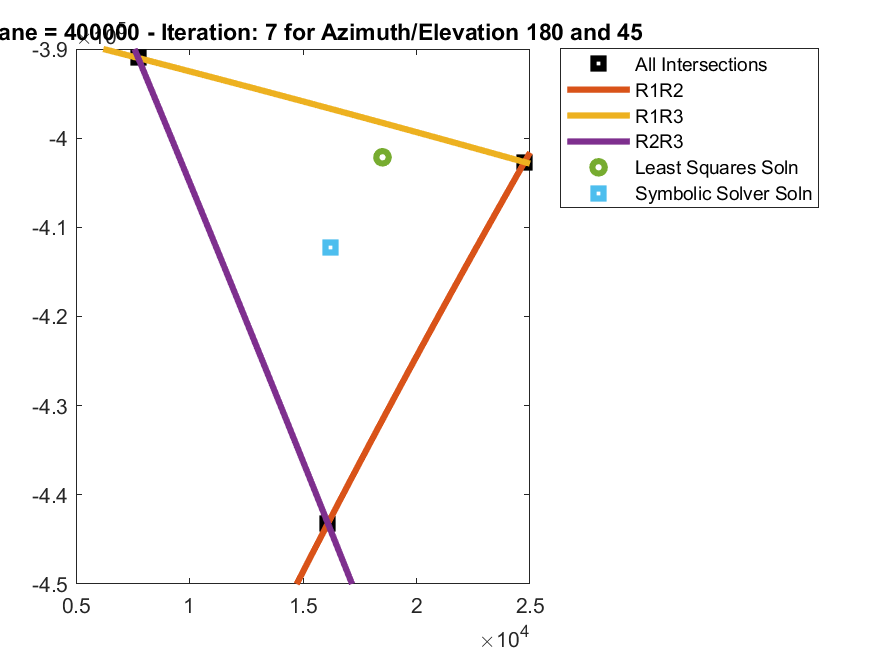 ane = 400000 - Iteration: 7 for Azimuth/Elevation 180 and 45
×10^5
-3.9
-4
-4.1
-4.2
-4.3
-4.4
-4.5
0.5 1 1.5 2 2.5
×10^4
All Intersections
R1R2
R1R3
R2R3
Least Squares Soln
Symbolic Solver Soln